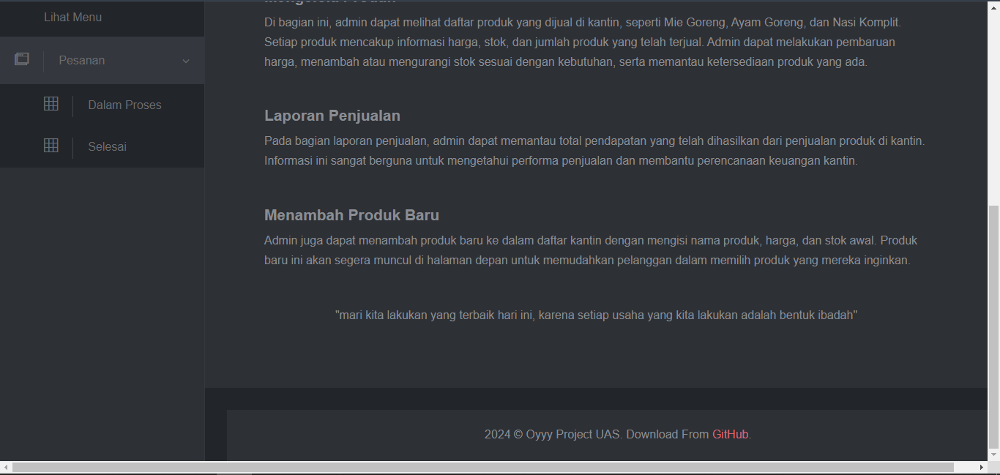 Lihat Menu
Pesanan
Dalam Proses
Selesai
Mengelola Produk
Di bagian ini, admin dapat melihat daftar produk yang dijual di kantin, seperti Mie Goreng, Ayam Goreng, dan Nasi Komplit.
Setiap produk mencakup informasi harga, stok, dan jumlah produk yang telah terjual. Admin dapat melakukan pembaruan
harga, menambah atau mengurangi stok sesuai dengan kebutuhan, serta memantau ketersediaan produk yang ada.
Laporan Penjualan
Pada bagian laporan penjualan, admin dapat memantau total pendapatan yang telah dihasilkan dari penjualan produk di kantin.
Informasi ini sangat berguna untuk mengetahui performa penjualan dan membantu perencanaan keuangan kantin.
Menambah Produk Baru
Admin juga dapat menambah produk baru ke dalam daftar kantin dengan mengisi nama produk, harga, dan stok awal. Produk
baru ini akan segera muncul di halaman depan untuk memudahkan pelanggan dalam memilih produk yang mereka inginkan.
"mari kita lakukan yang terbaik hari ini, karena setiap usaha yang kita lakukan adalah bentuk ibadah"
2024 © Oyyy Project UAS. Download From GitHub.